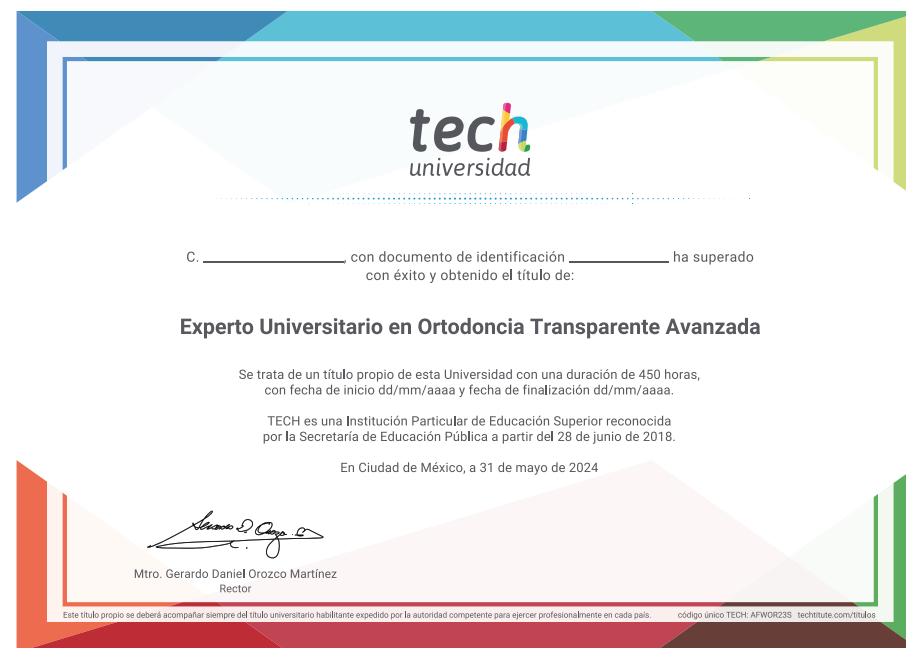 tech
universidad
C. ____________, con documento de identificación ____________ ha superado
con éxito y obtenido el título de:
Experto Universitario en Ortodoncia Transparente Avanzada
Se trata de un título propio de esta Universidad con una duración de 450 horas,
con fecha de inicio dd/mm/aaaa y fecha de finalización dd/mm/aaaa.
TECH es una Institución Particular de Educación Superior reconocida
por la Secretaría de Educación Pública a partir del 28 de junio de 2018.
En Ciudad de México, a 31 de mayo de 2024
Mtro. Gerardo Daniel Orozco Martínez
Rector
Este título propio se deberá acompañar siempre del título universitario habilitante expedido por la autoridad competente para ejercer profesionalmente en cada país. código único TECH: AFWOR23S techtitute.com/titulos